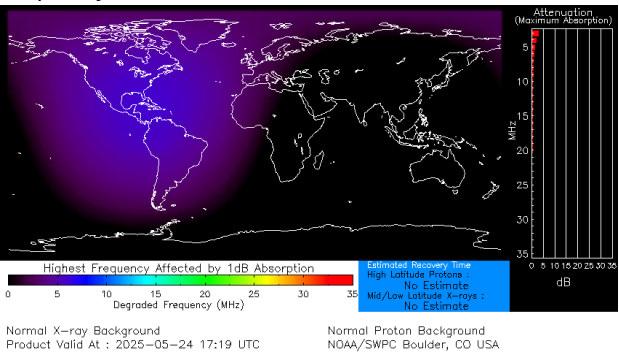 Attenuation
(Maximum Absorption)
5
10
15
20
25
30
35
MHz
0 5 10 15 20 25 30 35
dB
Highest Frequency Affected by 1dB Absorption
0 5 10 15 20 25 30 35
Degraded Frequency (MHz)
Estimated Recovery Time
High Latitude Protons :
No Estimate
Mid/Low Latitude X-rays :
No Estimate
Normal X-ray Background
Normal Proton Background
Product Valid At : 2025-05-24 17:19 UTC
NOAA/SWPC Boulder, CO USA